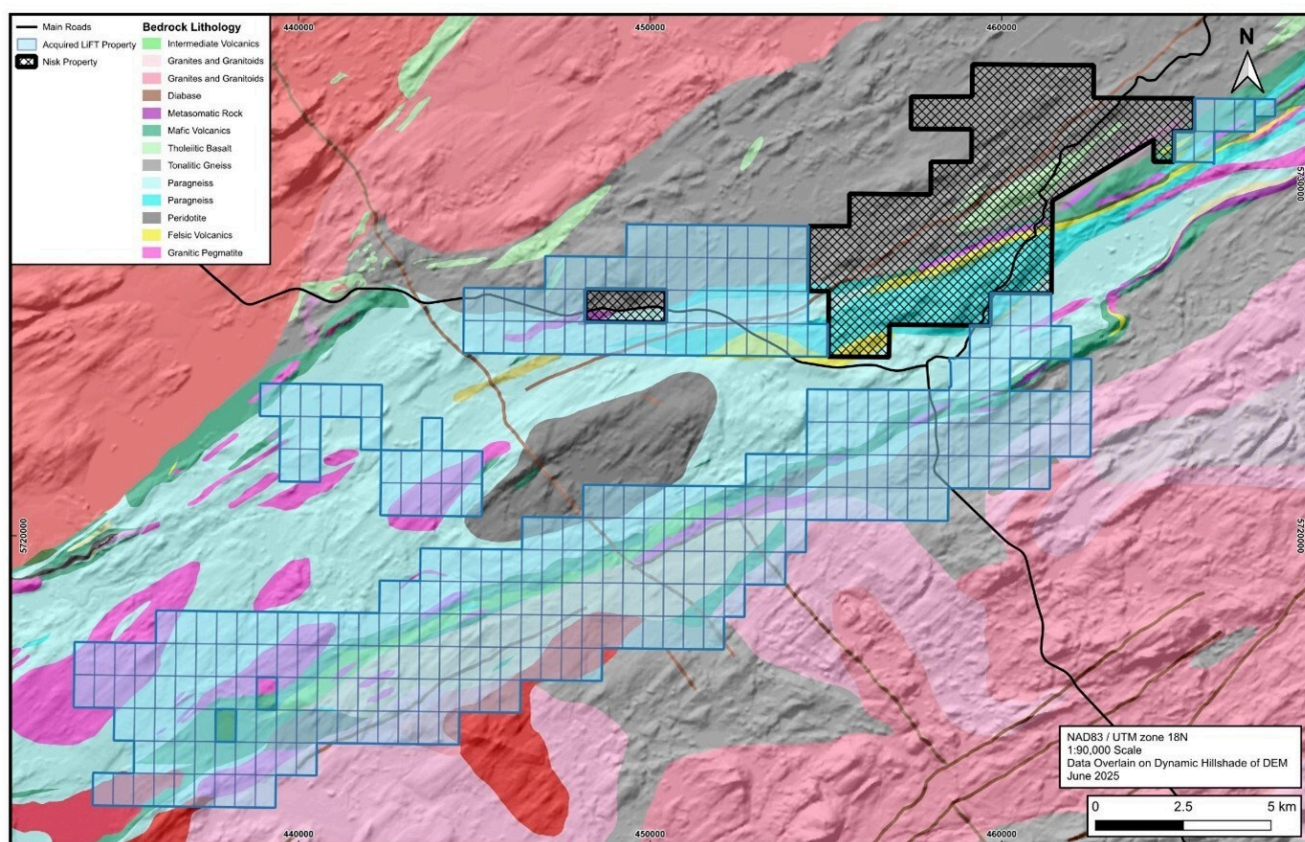 440000
450000
460000
Main Roads
Acquired LiFT Property
Nisk Property
Bedrock Lithology
Intermediate Volcanics
Granites and Granitoids
Granites and Granitoids
Diabase
Metasomatic Rock
Mafic Volcanics
Tholeiitic Basalt
Tonalitic Gneiss
Paragneiss
Paragneiss
Peridotite
Felsic Volcanics
Granitic Pegmatite
N
5730000
5720000
5720000
NAD83 / UTM zone 18N
1:90,000 Scale
Data Overlain on Dynamic Hillshade of DEM
June 2025
0 2.5 5 km
440000
450000
460000